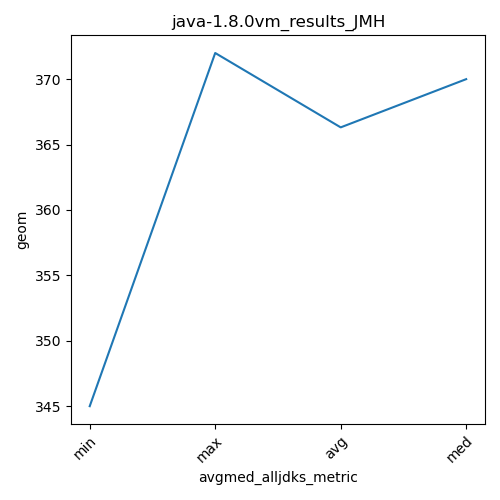 java-1.8.0vm_results_JMH
geom
370
365
360
355
350
345
min
max
avg
med
avgmed_alljdks_metric